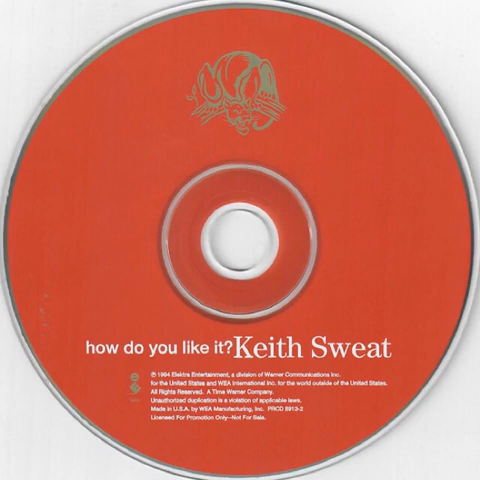 how do you like it? Keith Sweat
℗ 1994 Elektra Entertainment, a division of Warner Communications Inc.
for the United States and WEA International Inc. for the world outside of the United States.
All Rights Reserved. A Time Warner Company.
Unauthorized duplication is a violation of applicable laws.
Made in U.S.A. by WEA Manufacturing, Inc. PRCD 8913-2
Licensed For Promotion Only—Not For Sale.